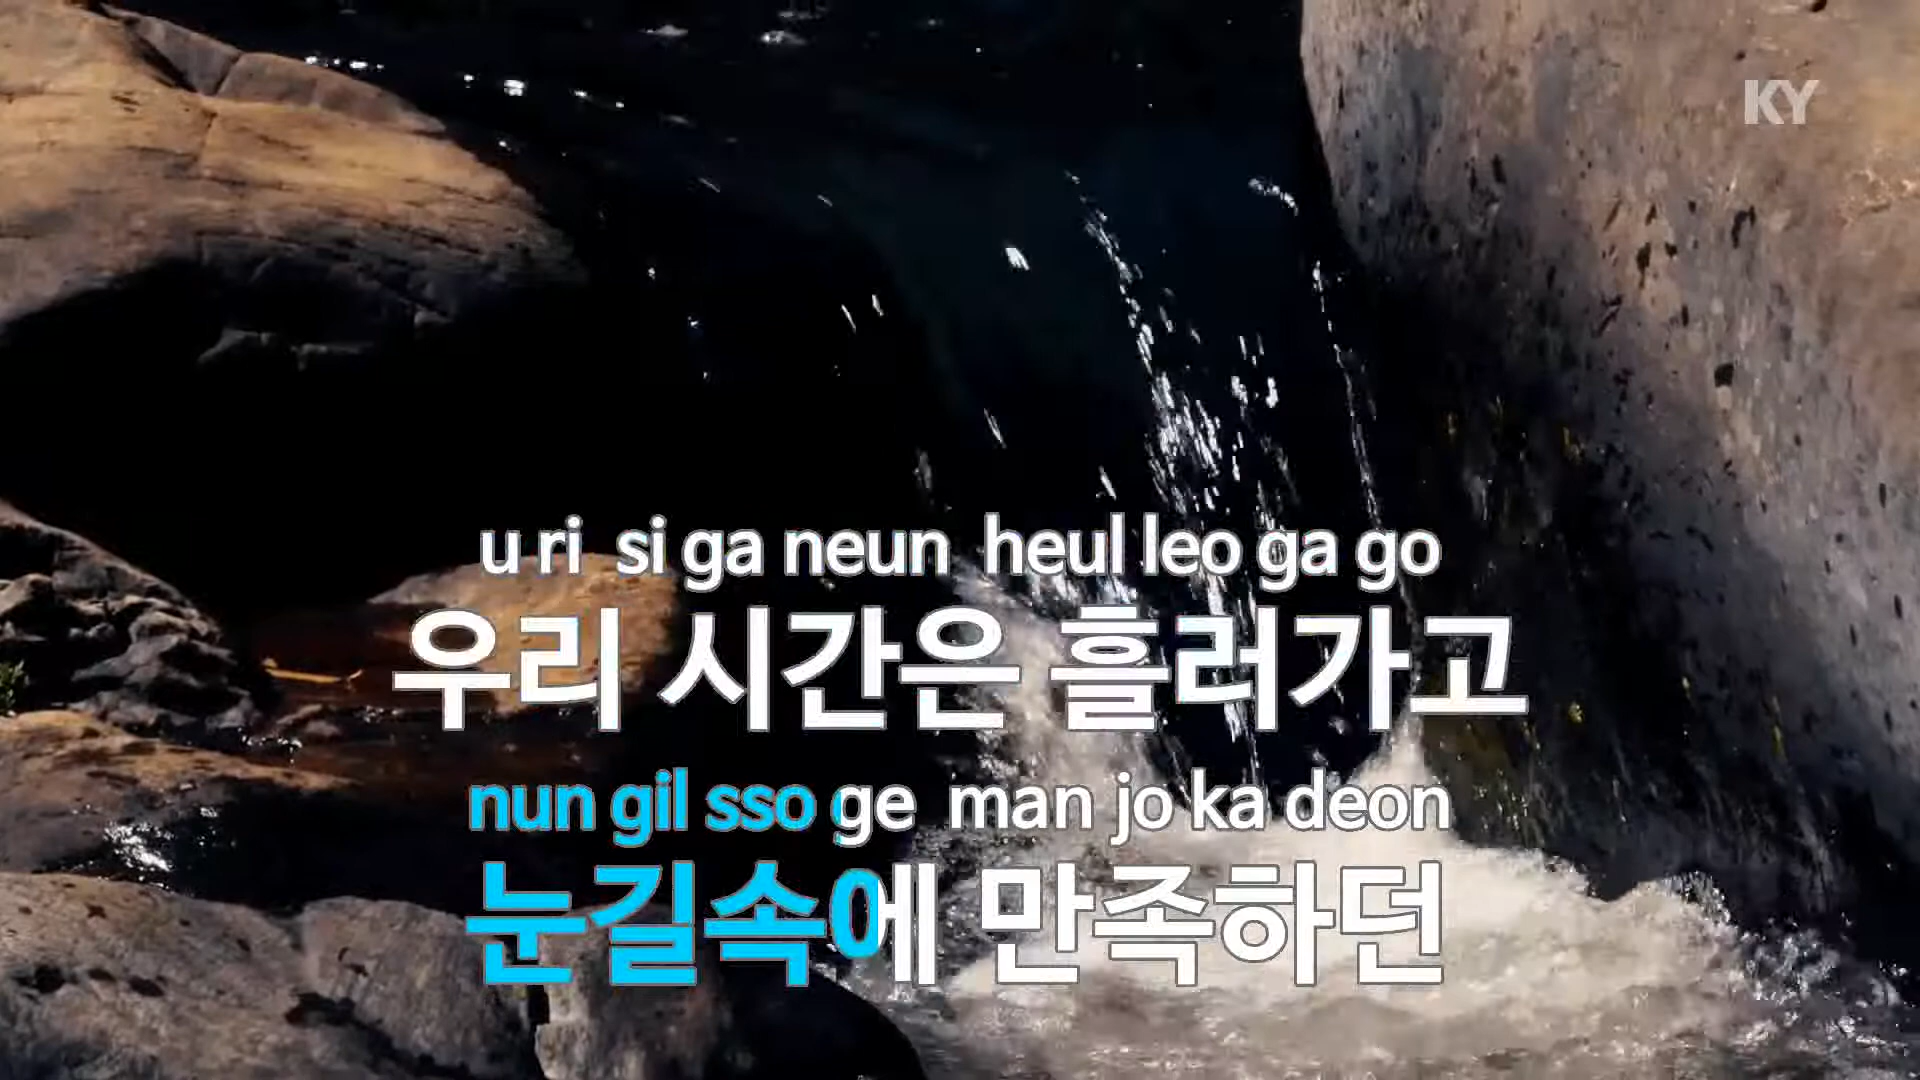 KY
u ri si ga neun heul leo ga go
우리 시간은 흘러가고
nun gil sso ge man jo ka deon
눈길속에 만족하던